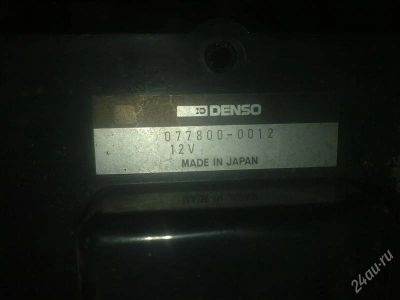 DENSO
077800-0012
12V
MADE IN JAPAN
24au.ru